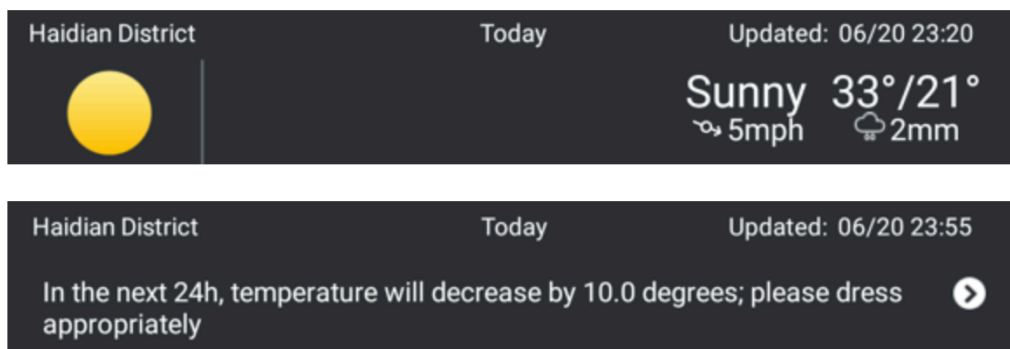 Haidian District Today Updated: 06/20 23:20
Sunny 33°/21°
5mph 2mm
Haidian District Today Updated: 06/20 23:55
In the next 24h, temperature will decrease by 10.0 degrees; please dress
appropriately